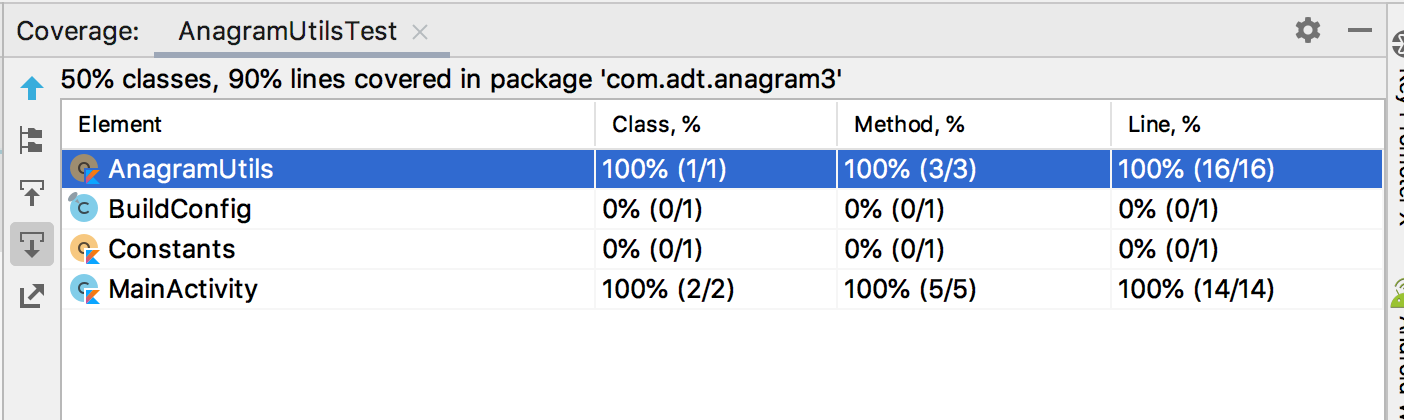 Coverage: AnagramUtilsTest
50% classes, 90% lines covered in package 'com.adt.anagram3'
Element Class, % Method, % Line, %
AnagramUtils 100% (1/1) 100% (3/3) 100% (16/16)
BuildConfig 0% (0/1) 0% (0/1) 0% (0/1)
Constants 0% (0/1) 0% (0/1) 0% (0/1)
MainActivity 100% (2/2) 100% (5/5) 100% (14/14)